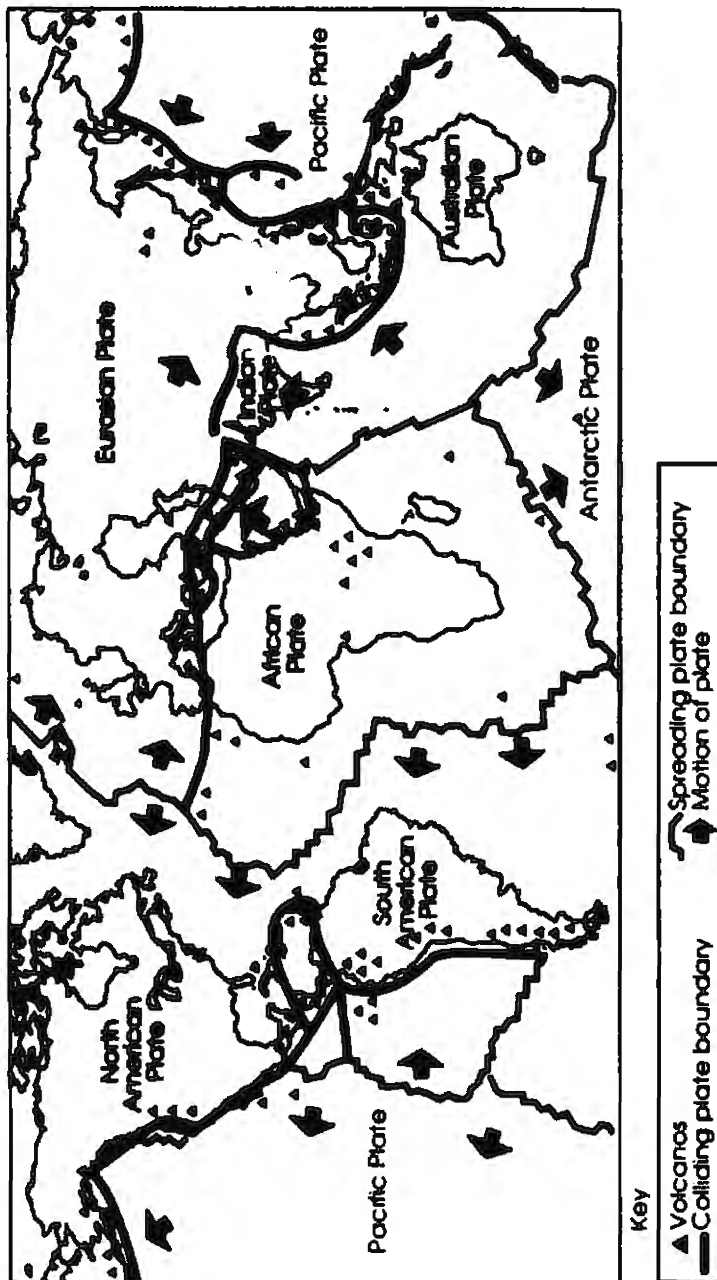 North
American
Plate
Eurasian Plate
Pacific Plate
Pacific Plate
South
American
Plate
African
Plate
Indian
Plate
Australian
Plate
Antarctic Plate
Key
Volcanos
Colliding plate boundary
Spreading plate boundary
Motion of plate